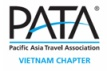 PATA
Pacific Asia Travel Association
VIETNAM CHAPTER